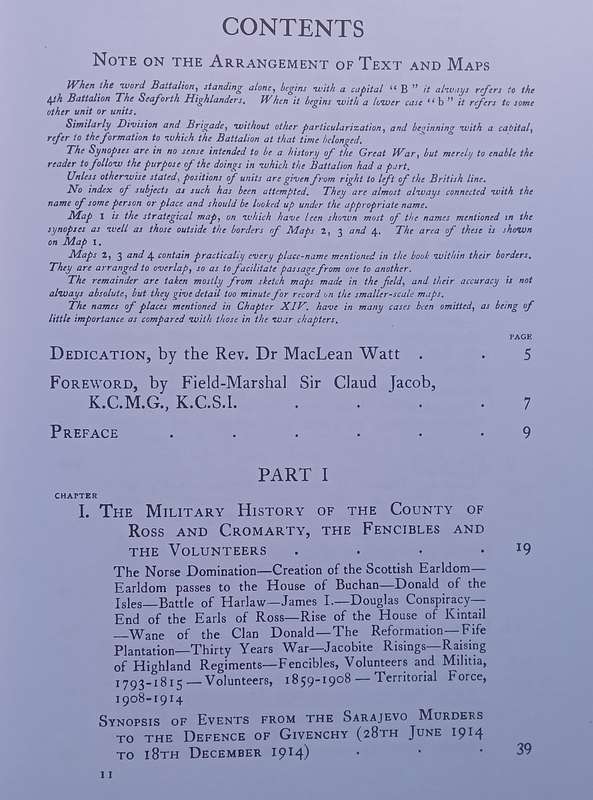 CONTENTS
NOTE ON THE ARRANGEMENT OF TEXT AND MAPS
When the word Battalion, standing alone, begins with a capital “B” it always refers to the
4th Battalion The Seaforth Highlanders. When it begins with a lower case “b” it refers to some
other unit or units.
Similarly Division and Brigade, without other particularization, and beginning with a capital,
refer to the formation to which the Battalion at that time belonged.
The Synopses are in no sense intended to be a history of the Great War, but merely to enable the
reader to follow the purpose of the doings in which the Battalion had a part.
Unless otherwise stated, positions of units are given from right to left of the British line.
No index of subjects as such has been attempted. They are almost always connected with the
name of some person or place and should be looked up under the appropriate name.
Map 1 is the strategical map, on which have been shown most of the names mentioned in the
synopses as well as those outside the borders of Maps 2, 3 and 4. The area of these is shown
on Map 1.
Maps 2, 3 and 4 contain practically every place-name mentioned in the book within their borders.
They are arranged to overlap, so as to facilitate passage from one to another.
The remainder are taken mostly from sketch maps made in the field, and their accuracy is not
always absolute, but they give detail too minute for record on the smaller-scale maps.
The names of places mentioned in Chapter XIV. have in many cases been omitted, as being of
little importance as compared with those in the war chapters.
PAGE
DEDICATION, by the Rev. Dr MacLean Watt . . 5
FOREWORD, by Field-Marshal Sir Claud Jacob,
K.C.M.G., K.C.S.I. . . . . 7
PREFACE . . . . . . 9
PART I
CHAPTER
I. THE MILITARY HISTORY OF THE COUNTY OF
ROSS AND CROMARTY, THE FENCIBLES AND
THE VOLUNTEERS . . . . 19
The Norse Domination—Creation of the Scottish Earldom—
Earldom passes to the House of Buchan—Donald of the
Isles—Battle of Harlaw—James I.—Douglas Conspiracy—
End of the Earls of Ross—Rise of the House of Kintail
—Wane of the Clan Donald—The Reformation—Fife
Plantation—Thirty Years War—Jacobite Risings—Raising
of Highland Regiments—Fencibles, Volunteers and Militia,
1793-1815—Volunteers, 1859-1908—Territorial Force,
1908-1914
SYNOPSIS OF EVENTS FROM THE SARAJEVO MURDERS
TO THE DEFENCE OF GIVENCHY (28TH JUNE 1914
TO 18TH DECEMBER 1914) . . . 39
11